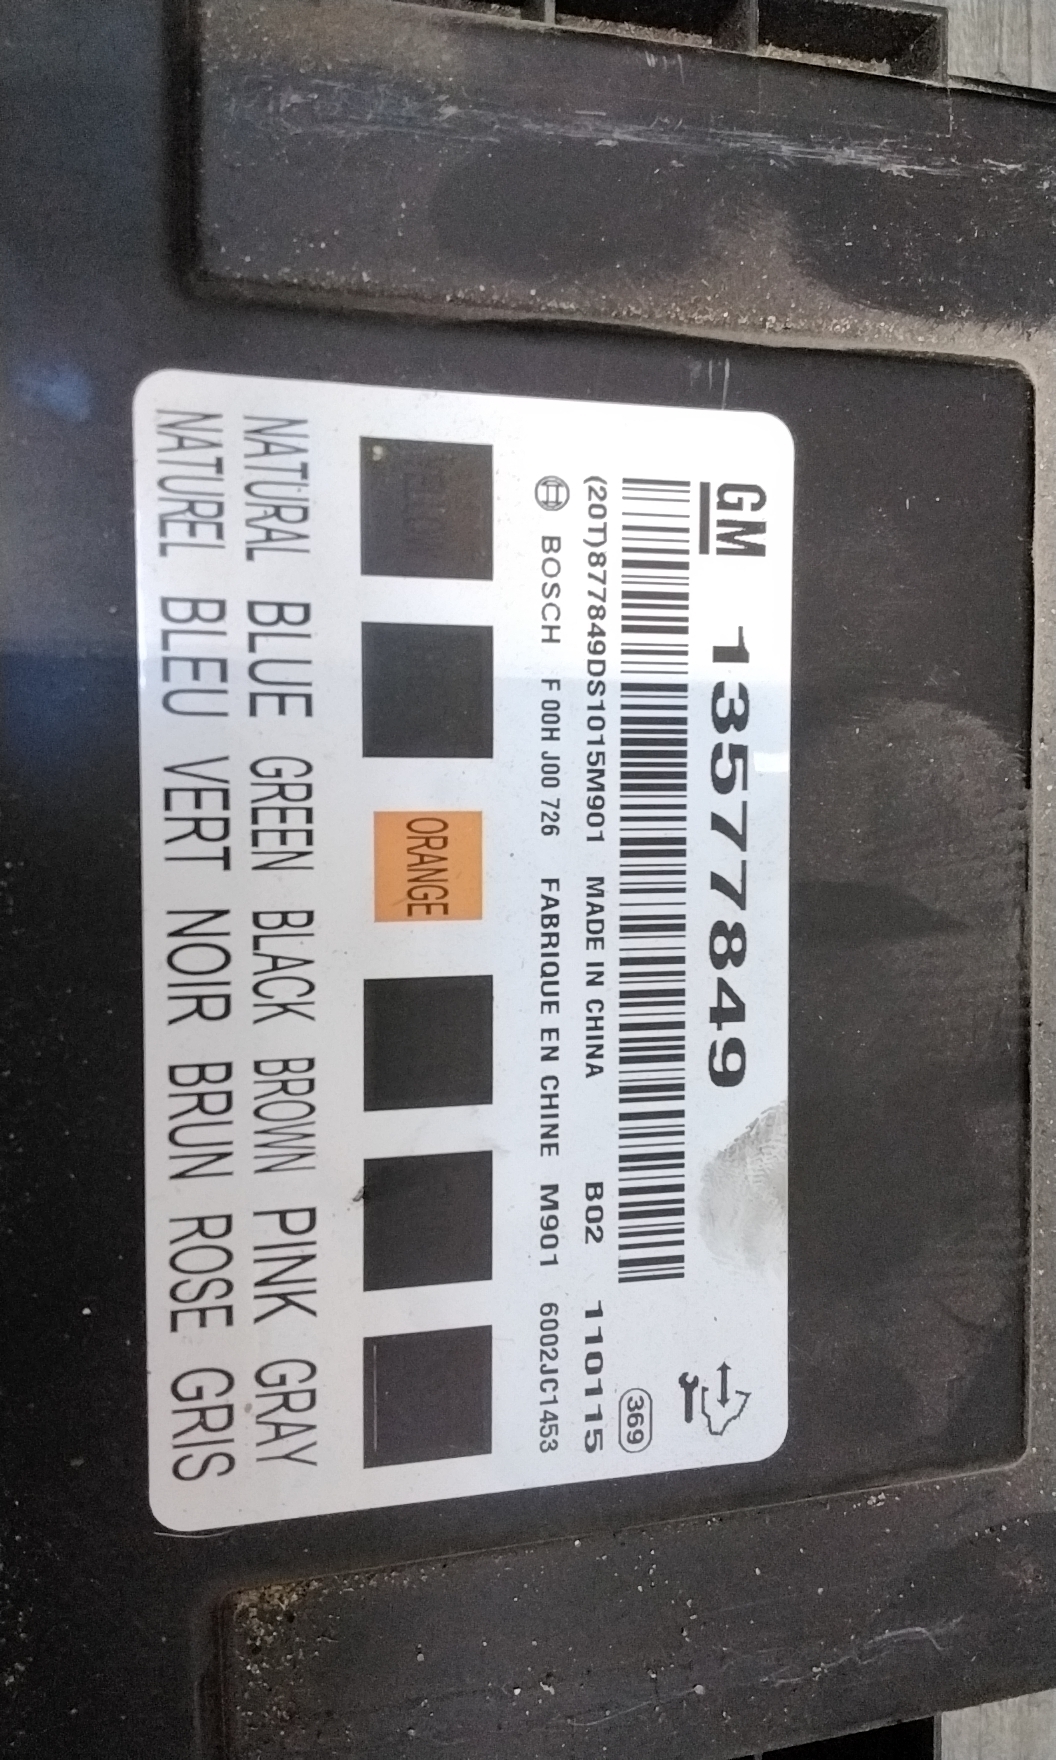 GM 13577849
369
(20T)877849DS1015M901 MADE IN CHINA B02 110115
BOSCH F 00H J00 726 FABRIQUE EN CHINE M901 6002JC1453
YELLOW ORANGE
NATURAL BLUE GREEN BLACK BROWN PINK GRAY
NATUREL BLEU VERT NOIR BRUN ROSE GRIS